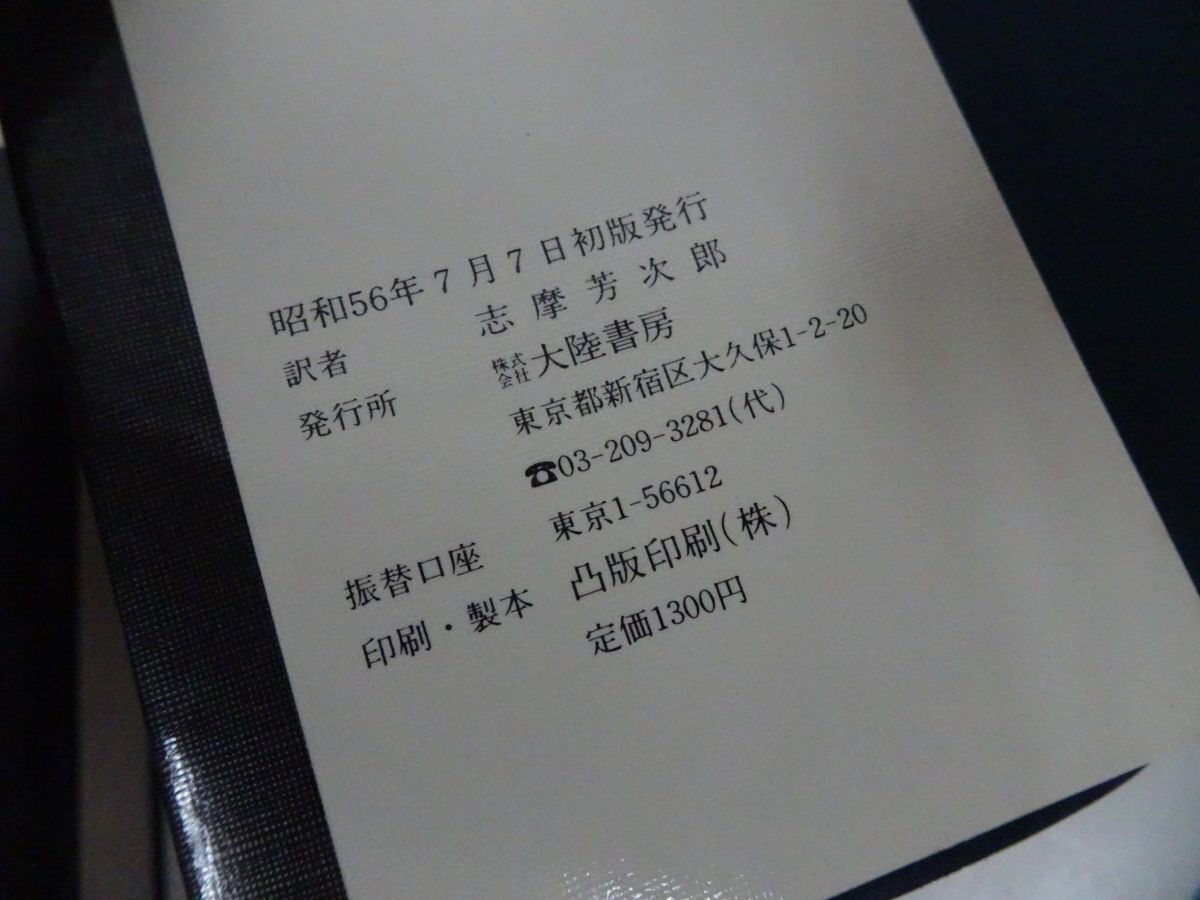 昭和56年7月7日初版発行
訳者 志摩芳次郎
発行所 株式会社大陸書房
東京都新宿区大久保1-2-20
☎03-209-3281(代)
振替口座 東京1-56612
印刷・製本 凸版印刷(株)
定価1300円